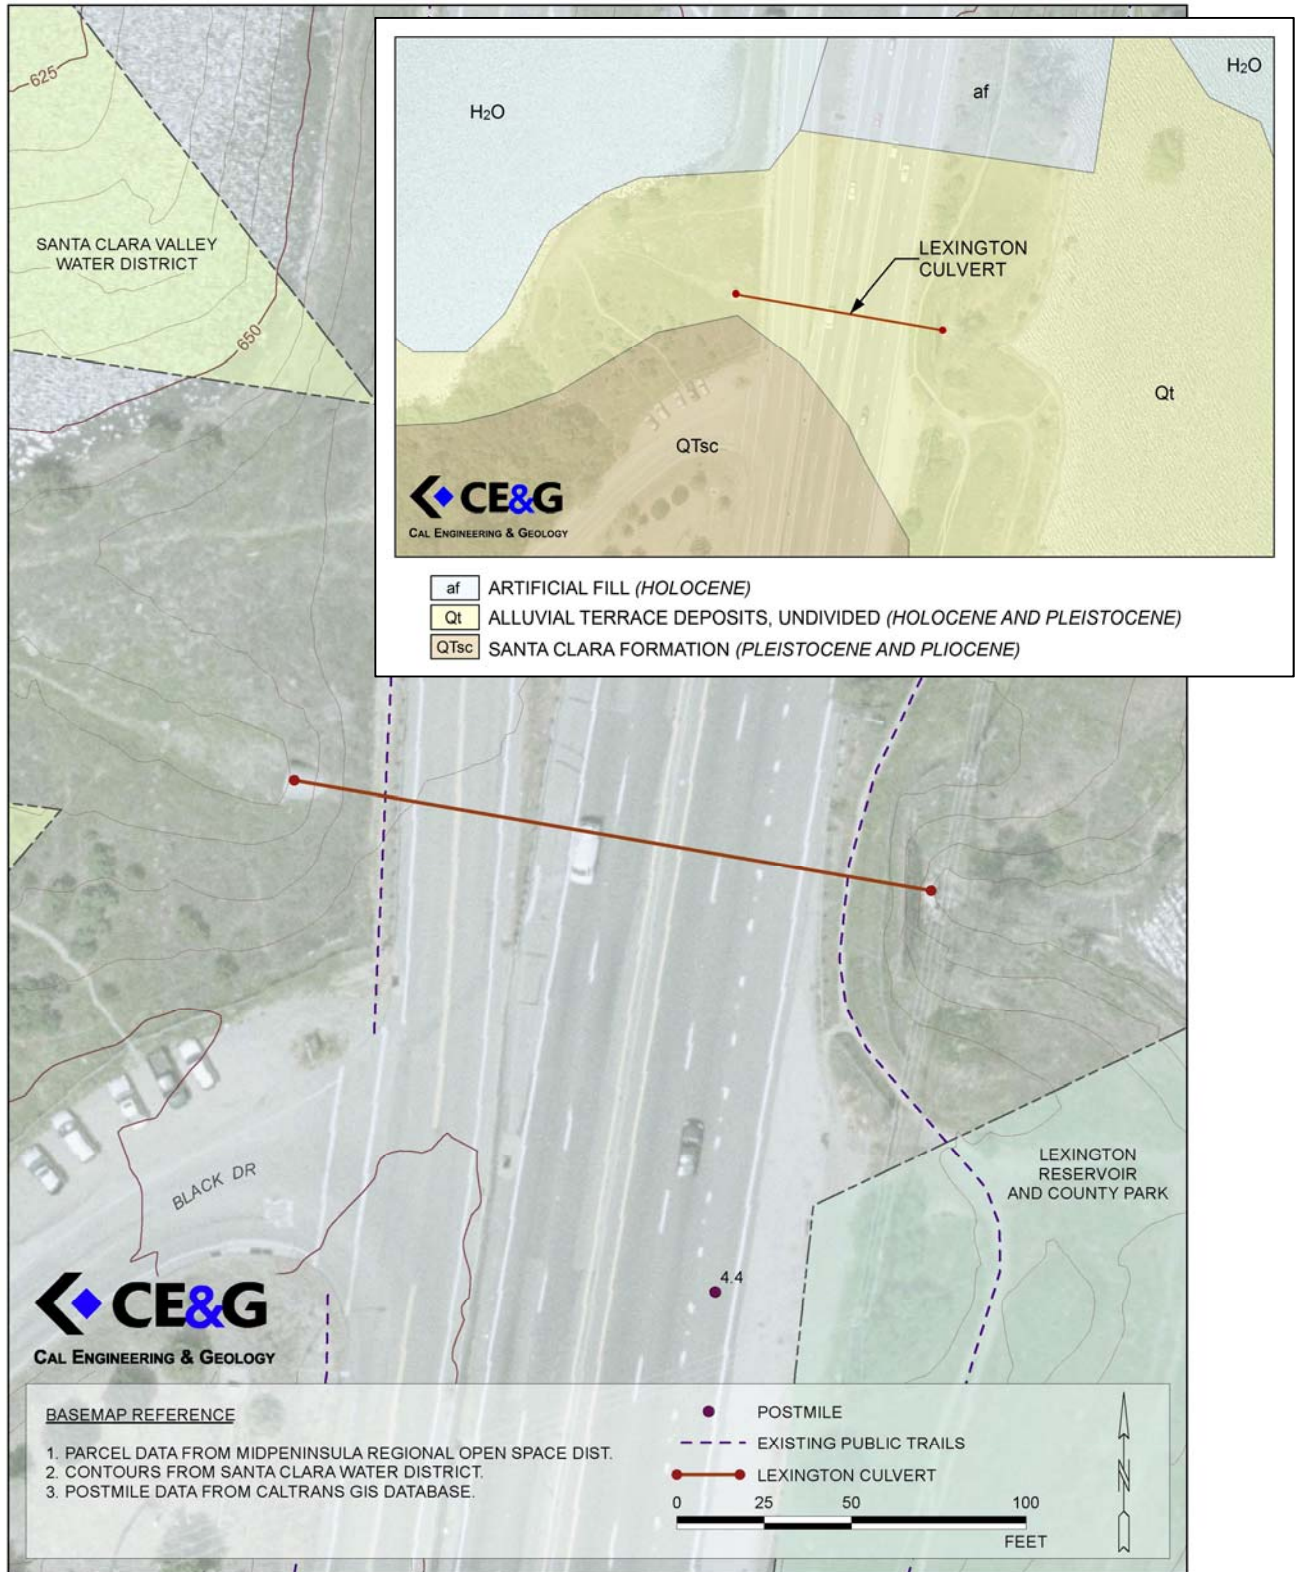 625
SANTA CLARA VALLEY
WATER DISTRICT
650
H₂O
af
H₂O
LEXINGTON
CULVERT
Qt
QTsc
CE&G
CAL ENGINEERING & GEOLOGY
af ARTIFICIAL FILL (HOLOCENE)
Qt ALLUVIAL TERRACE DEPOSITS, UNDIVIDED (HOLOCENE AND PLEISTOCENE)
QTsc SANTA CLARA FORMATION (PLEISTOCENE AND PLIOCENE)
LEXINGTON
RESERVOIR
AND COUNTY PARK
BLACK DR
4.4
CE&G
CAL ENGINEERING & GEOLOGY
BASEMAP REFERENCE
1. PARCEL DATA FROM MIDPENINSULA REGIONAL OPEN SPACE DIST.
2. CONTOURS FROM SANTA CLARA WATER DISTRICT.
3. POSTMILE DATA FROM CALTRANS GIS DATABASE.
POSTMILE
EXISTING PUBLIC TRAILS
LEXINGTON CULVERT
0 25 50 100
FEET
N